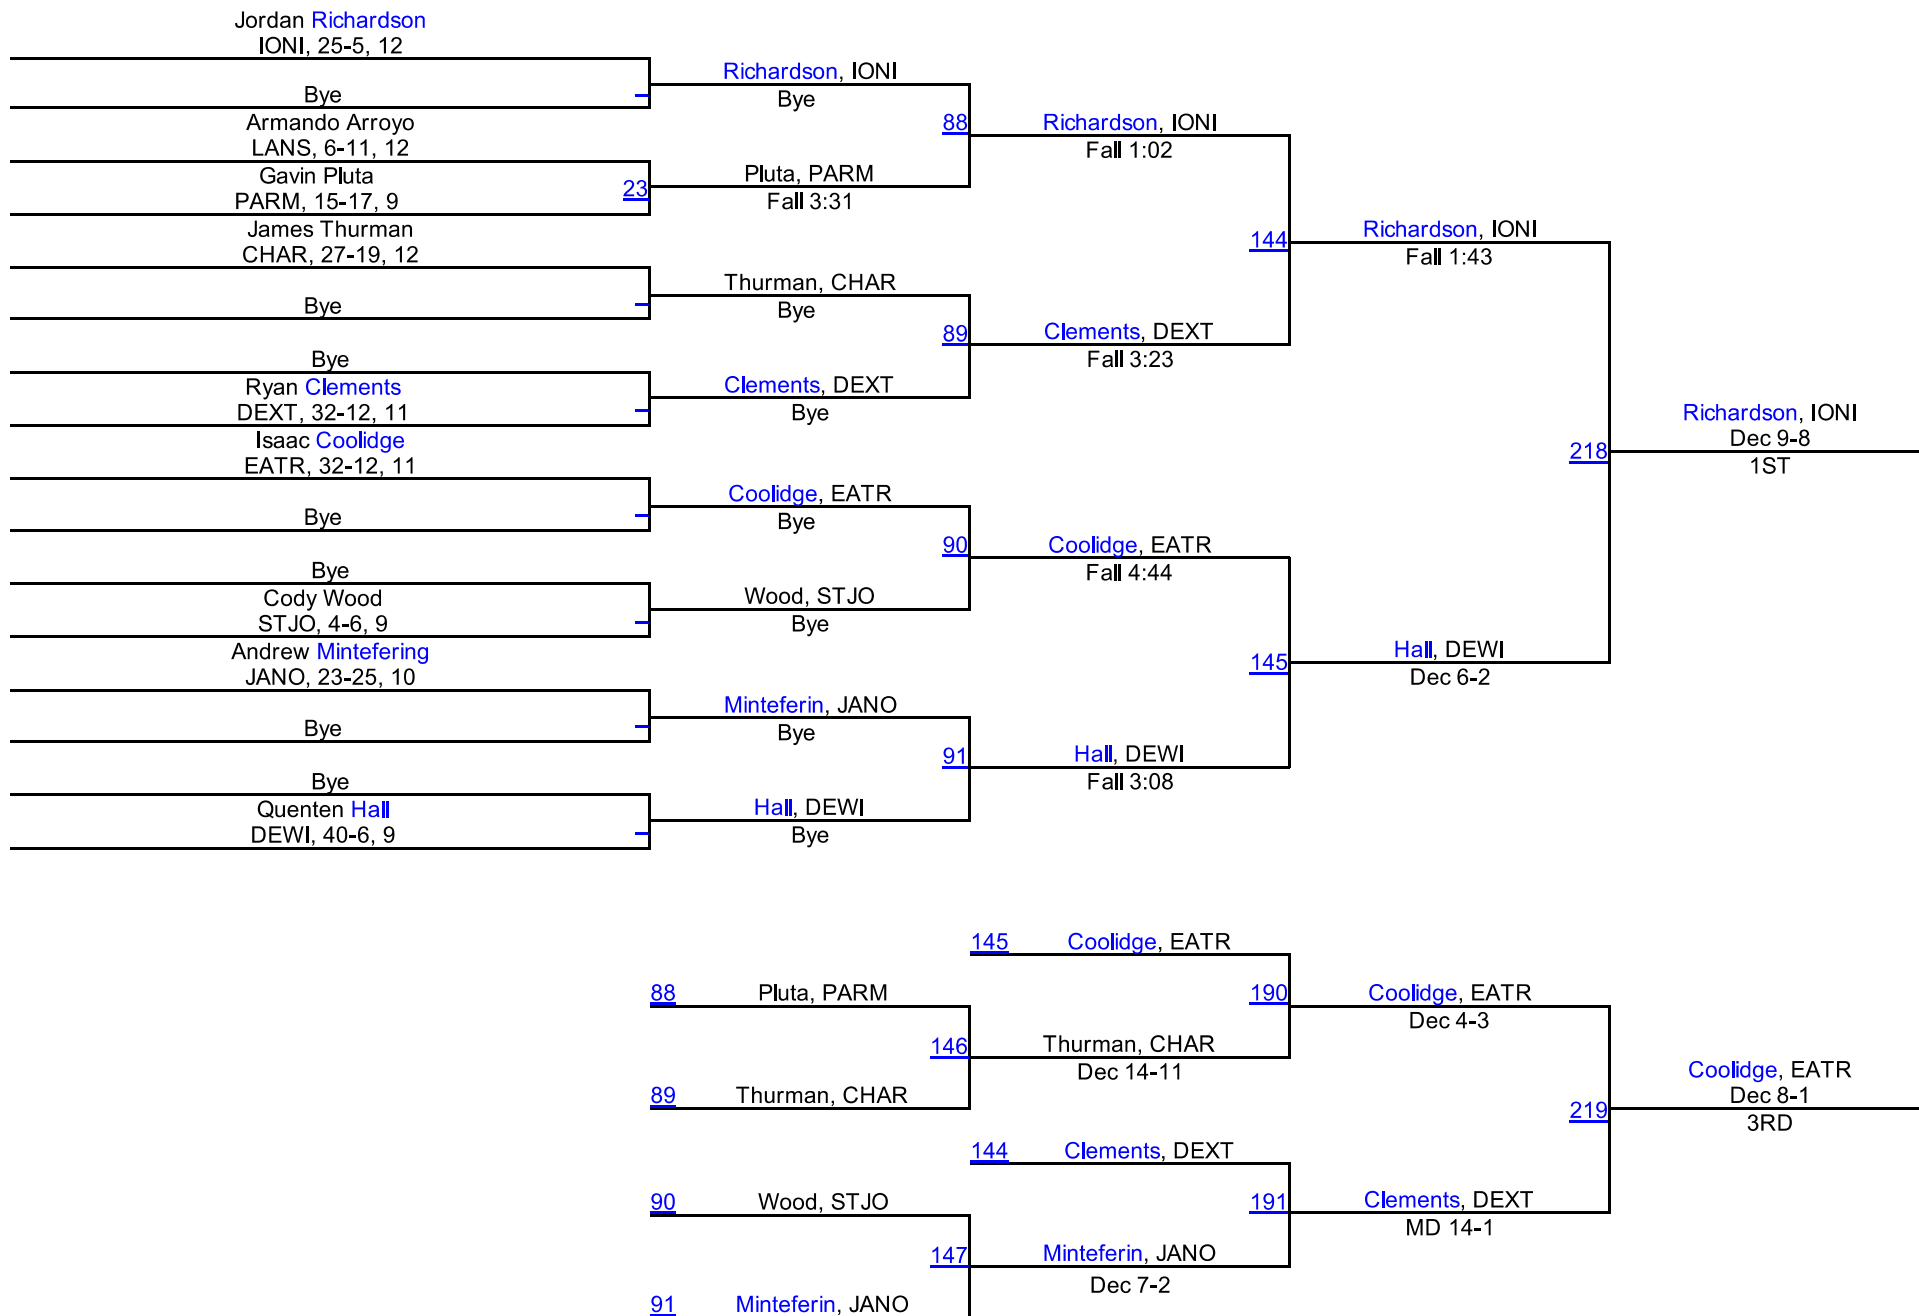 Jordan Richardson
IONI, 25-5, 12
Bye
Armando Arroyo
LANS, 6-11, 12
Gavin Pluta
PARM, 15-17, 9
23
James Thurman
CHAR, 27-19, 12
Bye
Bye
Ryan Clements
DEXT, 32-12, 11
Isaac Coolidge
EATR, 32-12, 11
Bye
Bye
Cody Wood
STJO, 4-6, 9
Andrew Mintefering
JANO, 23-25, 10
Bye
Bye
Quenten Hall
DEWI, 40-6, 9
Richardson, IONI
Bye
88
Pluta, PARM
Fall 3:31
Thurman, CHAR
Bye
89
Clements, DEXT
Bye
Coolidge, EATR
Bye
90
Wood, STJO
Bye
Minteferin, JANO
Bye
91
Hall, DEWI
Bye
Richardson, IONI
Fall 1:02
144
Clements, DEXT
Fall 3:23
Coolidge, EATR
Fall 4:44
145
Hall, DEWI
Fall 3:08
Richardson, IONI
Fall 1:43
218
Hall, DEWI
Dec 6-2
Richardson, IONI
Dec 9-8
1ST
88 Pluta, PARM
146
89 Thurman, CHAR
90 Wood, STJO
147
91 Minteferin, JANO
145 Coolidge, EATR
190
Thurman, CHAR
Dec 14-11
144 Clements, DEXT
191
Minteferin, JANO
Dec 7-2
Coolidge, EATR
Dec 4-3
219
Clements, DEXT
MD 14-1
Coolidge, EATR
Dec 8-1
3RD